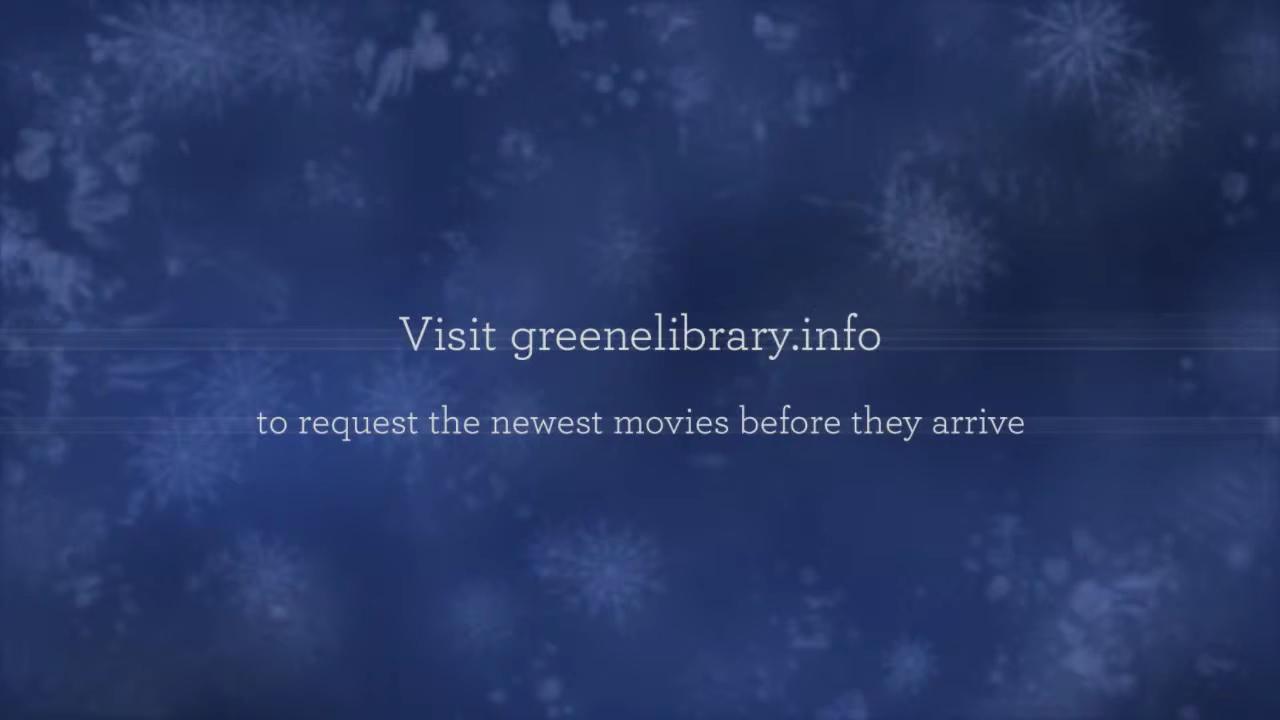 Visit greenelibrary.info
to request the newest movies before they arrive